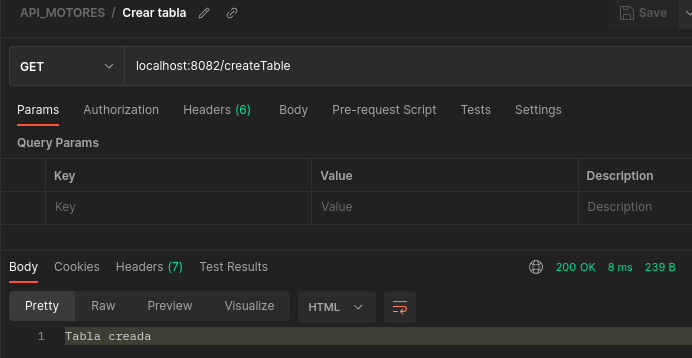 API_MOTORES / Crear tabla Save
GET localhost:8082/createTable
Params Authorization Headers (6) Body Pre-request Script Tests Settings
Query Params
Key Value Description
Key Value Description
Body Cookies Headers (7) Test Results 200 OK 8 ms 239 B
Pretty Raw Preview Visualize HTML
1 Tabla creada